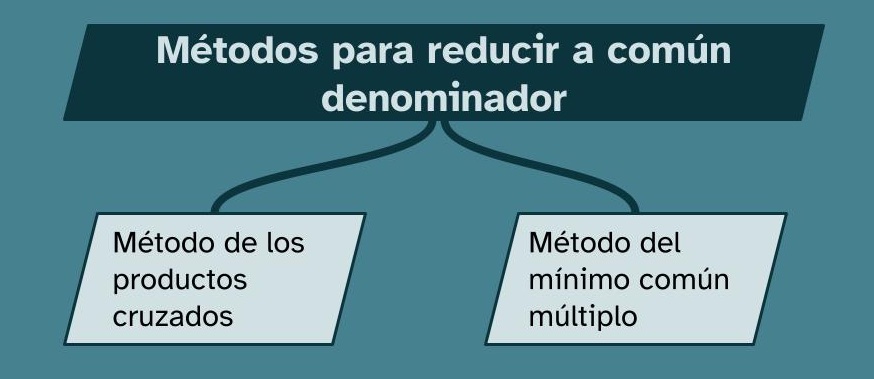 Métodos para reducir a común
denominador
Método de los
productos
cruzados
Método del
mínimo común
múltiplo